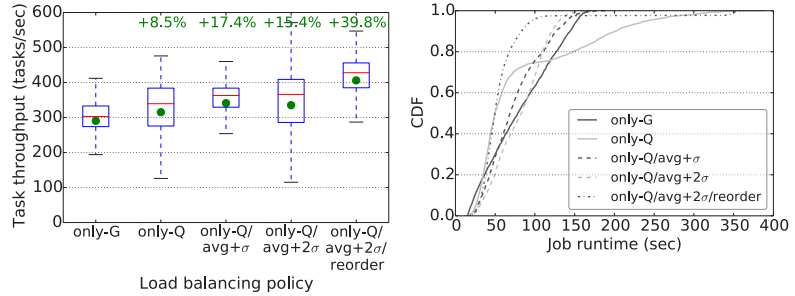 +8.5% +17.4% +15.4% +39.8%
600
500
400
300
200
100
0
Task throughput (tasks/sec)
only-G only-Q only-Q/ only-Q/ only-Q/
avg+σ avg+2σ avg+2σ/
reorder
Load balancing policy
1.0
0.8
0.6
0.4
0.2
0.0
CDF
only-G
only-Q
only-Q/avg+σ
only-Q/avg+2σ
only-Q/avg+2σ/reorder
0 50 100 150 200 250 300 350 400
Job runtime (sec)